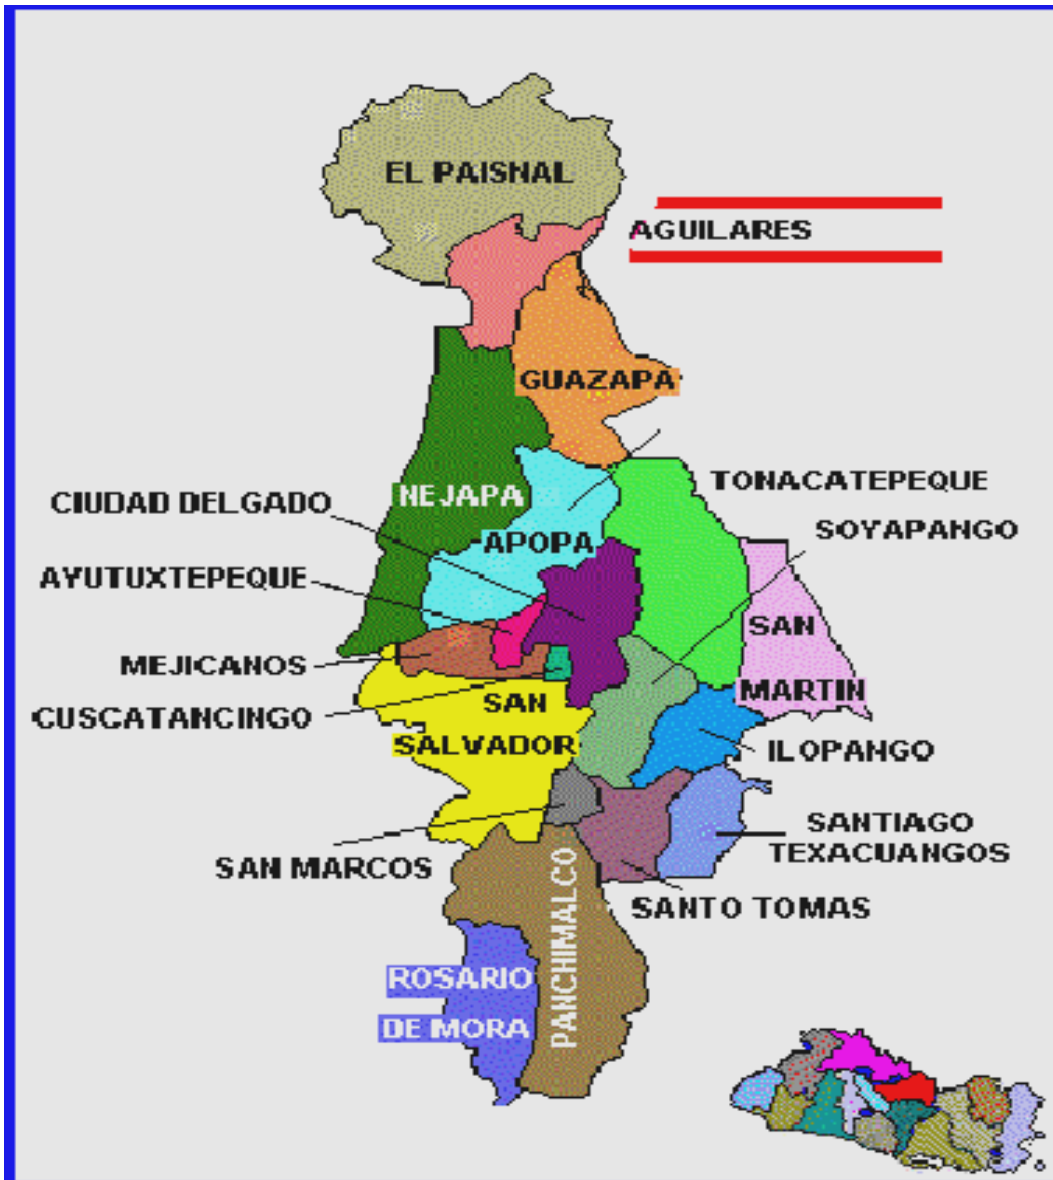 EL PAISNAL
AGUILARES
GUAZAPA
TONACATEPEQUE
NEJAPA
CIUDAD DELGADO
SOYAPANGO
APOPA
AYUTUXTEPEQUE
SAN
MARTIN
MEJICANOS
CUSCATANCINGO
SAN
SALVADOR
ILOPANGO
SANTIAGO
TEXACUANGOS
SAN MARCOS
SANTO TOMAS
PANCHIMALCO
ROSARIO
DE MORA